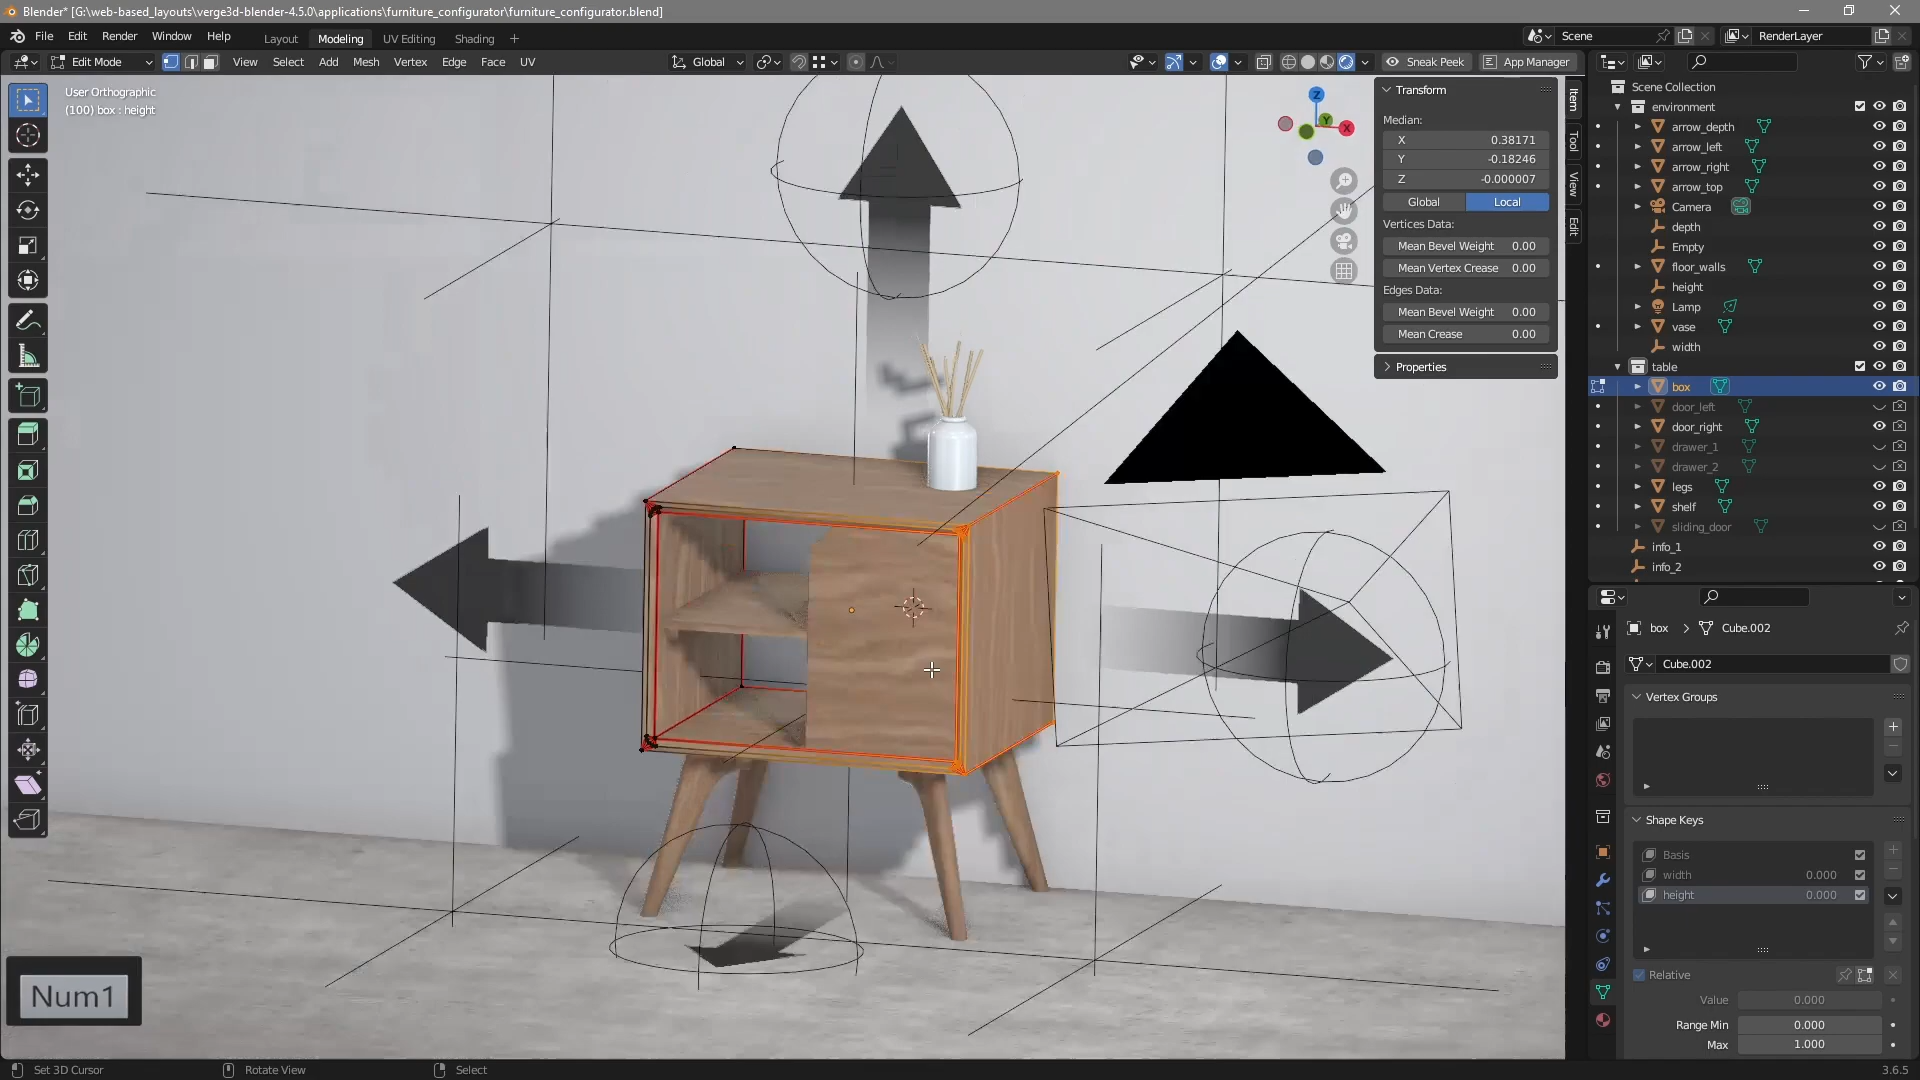 Blender* [G:\web-based_layouts\verge3d-blender-4.5.0\applications\furniture_configurator\furniture_configurator.blend]
File Edit Render Window Help Layout Modeling UV Editing Shading + Scene RenderLayer
Edit Mode View Select Add Mesh Vertex Edge Face UV Global Sneak Peek App Manager
User Orthographic
(100) box : height
Z
Y
X
Transform
Median:
X 0.38171
Y -0.18246
Z -0.000007
Global Local
Vertices Data:
Mean Bevel Weight 0.00
Mean Vertex Crease 0.00
Edges Data:
Mean Bevel Weight 0.00
Mean Crease 0.00
Properties
Item
Tool
View
Edit
Scene Collection
environment
arrow_depth
arrow_left
arrow_right
arrow_top
Camera
depth
Empty
floor_walls
height
Lamp
vase
width
table
box
door_left
door_right
drawer_1
drawer_2
legs
shelf
sliding_door
info_1
info_2
box > Cube.002
Cube.002
Vertex Groups
Shape Keys
Basis
width 0.000
height 0.000
Relative
Value 0.000
Range Min 0.000
Max 1.000
Num1
Set 3D Cursor Rotate View Select 3.6.5